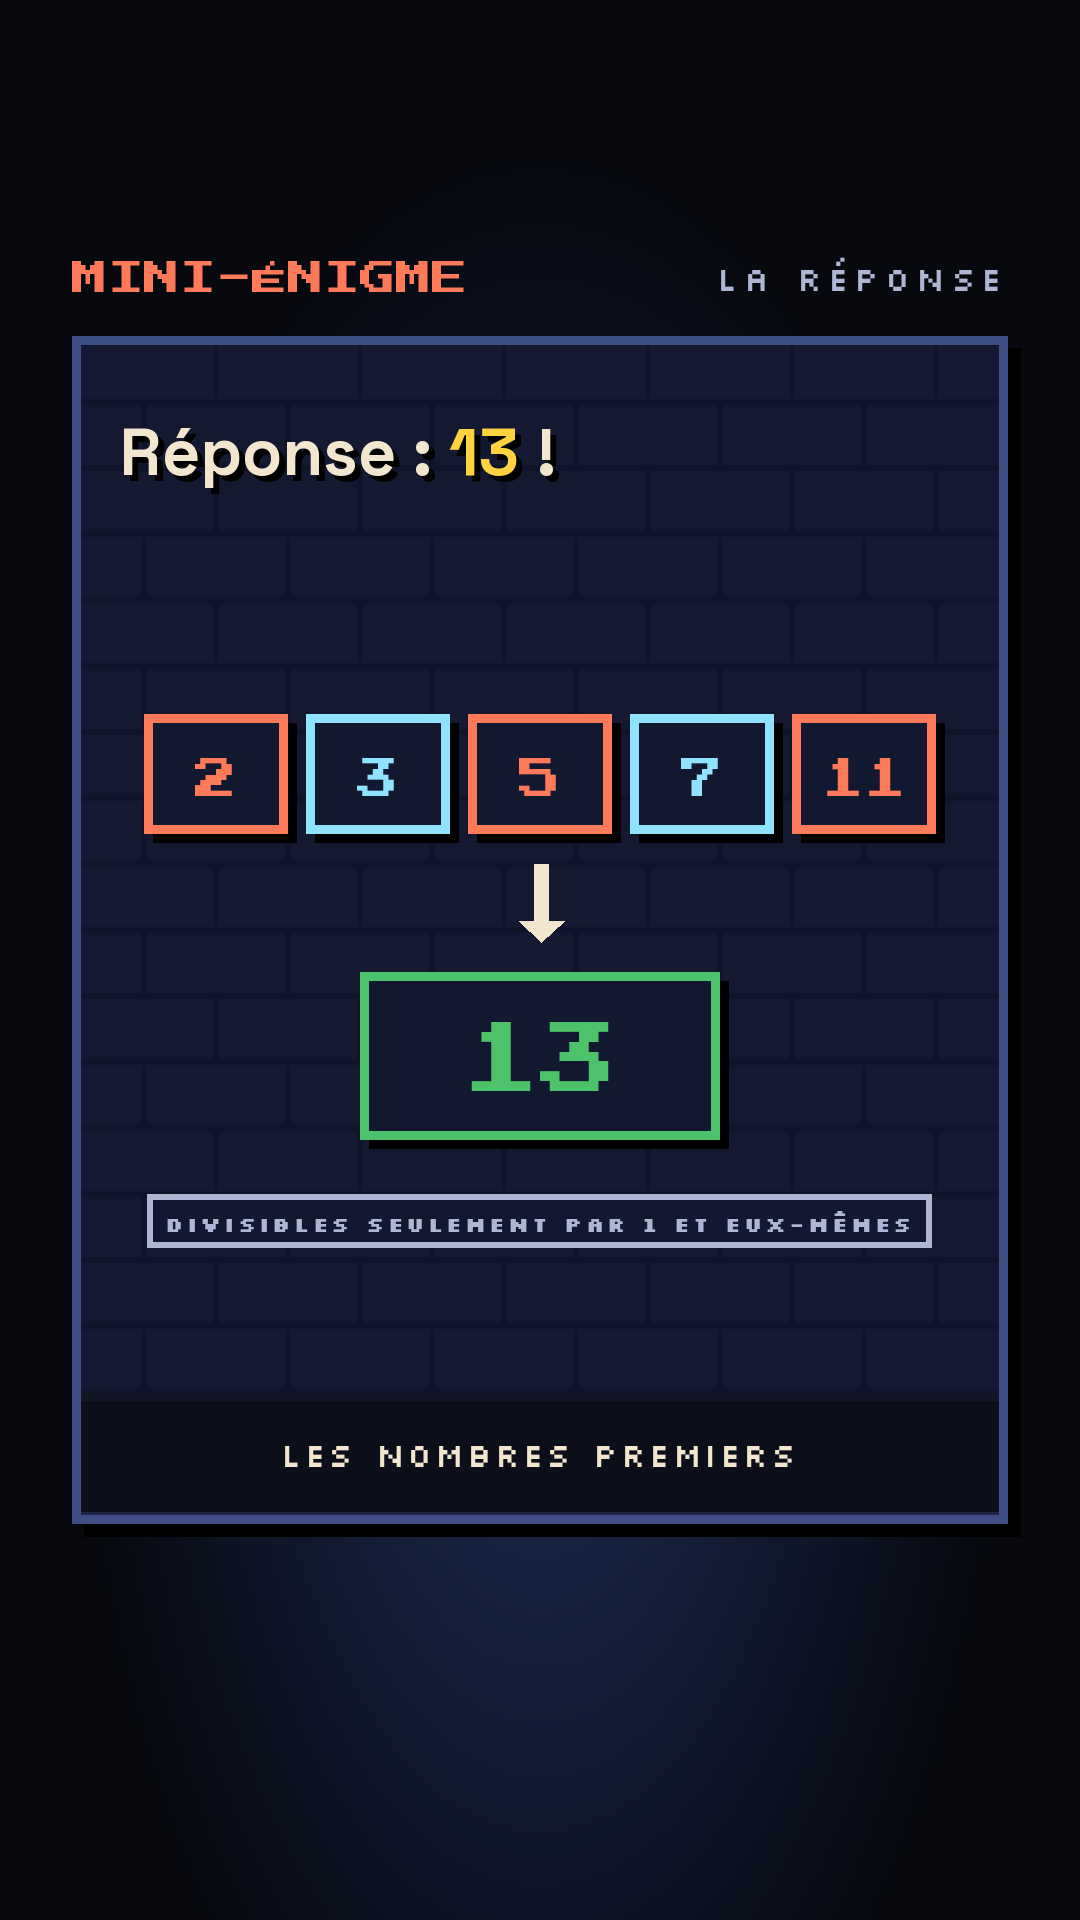 MINI-éNIGME
LA RÉPONSE
Réponse : 13 !
2 3 5 7 11
13
DIVISIBLES SEULEMENT PAR 1 ET EUX-MÊMES
LES NOMBRES PREMIERS